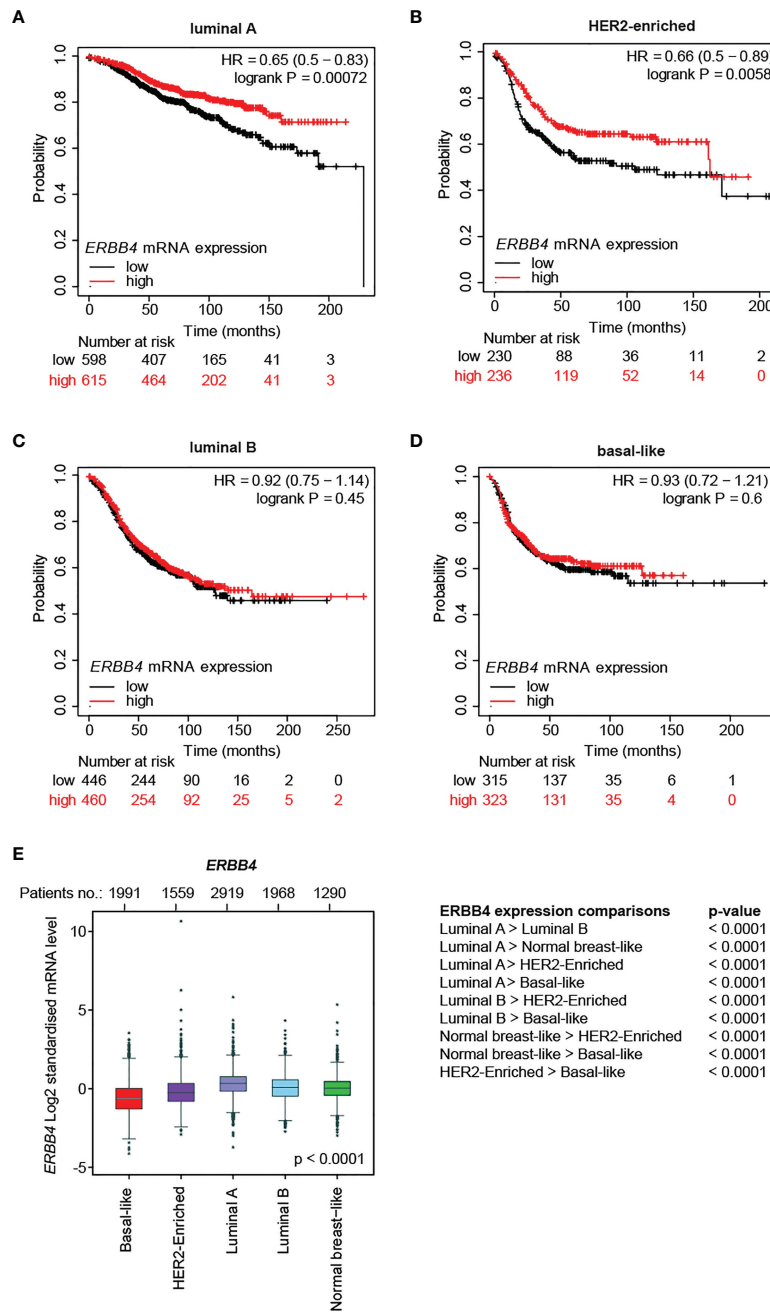 A
luminal A
HR = 0.65 (0.5 − 0.83)
logrank P = 0.00072
Probability
1.0
0.8
0.6
0.4
0.2
0.0
ERBB4 mRNA expression
low
high
0 50 100 150 200
Time (months)
Number at risk
low 598 407 165 41 3
high 615 464 202 41 3
B
HER2-enriched
HR = 0.66 (0.5 − 0.89
logrank P = 0.0058
Probability
1.0
0.8
0.6
0.4
0.2
0.0
ERBB4 mRNA expression
low
high
0 50 100 150 200
Time (months)
Number at risk
low 230 88 36 11 2
high 236 119 52 14 0
C
luminal B
HR = 0.92 (0.75 − 1.14)
logrank P = 0.45
Probability
1.0
0.8
0.6
0.4
0.2
0.0
ERBB4 mRNA expression
low
high
0 50 100 150 200 250
Time (months)
Number at risk
low 446 244 90 16 2 0
high 460 254 92 25 5 2
D
basal-like
HR = 0.93 (0.72 − 1.21)
logrank P = 0.6
Probability
1.0
0.8
0.6
0.4
0.2
0.0
ERBB4 mRNA expression
low
high
0 50 100 150 200
Time (months)
Number at risk
low 315 137 35 6 1
high 323 131 35 4 0
E
ERBB4
Patients no.: 1991 1559 2919 1968 1290
ERBB4 Log2 standardised mRNA level
10
5
0
-5
p < 0.0001
Basal-like
HER2-Enriched
Luminal A
Luminal B
Normal breast−like
ERBB4 expression comparisons p-value
Luminal A > Luminal B < 0.0001
Luminal A > Normal breast-like < 0.0001
Luminal A > HER2-Enriched < 0.0001
Luminal A> Basal-like < 0.0001
Luminal B > HER2-Enriched < 0.0001
Luminal B > Basal-like < 0.0001
Normal breast-like > HER2-Enriched < 0.0001
Normal breast-like > Basal-like < 0.0001
HER2-Enriched > Basal-like < 0.0001